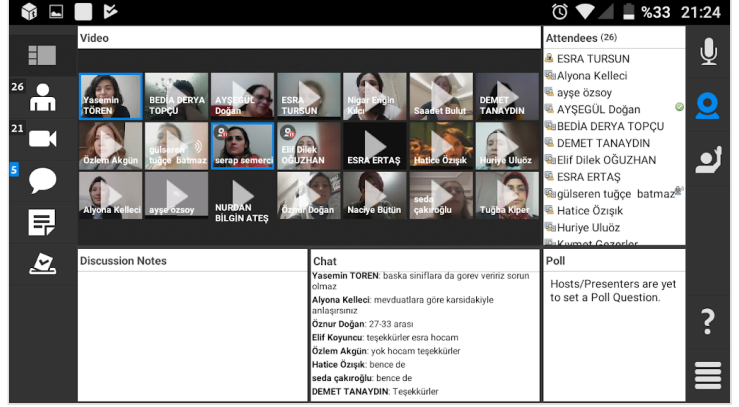 %33 21:24
Video
Attendees (26)
26
21
5
Yasemin TÖREN
BEDİA DERYA TOPÇU
AYŞEGÜL Doğan
ESRA TURSUN
Nigar Engin Kılcı
Saadet Bulut
DEMET TANAYDIN
Özlem Akgün
gülseren tuğçe batmaz
serap semerci
Elif Dilek OĞUZHAN
ESRA ERTAŞ
Hatice Özışık
Huriye Uluöz
Alyona Kelleci
ayşe özsoy
NURDAN BİLGİN ATEŞ
Öznur Doğan
Naciye Bütün
seda çakıroğlu
Tuğba Kiper
ESRA TURSUN
Alyona Kelleci
ayşe özsoy
AYŞEGÜL Doğan
BEDİA DERYA TOPÇU
DEMET TANAYDIN
Elif Dilek OĞUZHAN
ESRA ERTAŞ
gülseren tuğçe batmaz
Hatice Özışık
Huriye Uluöz
Kıymet Gezerler
Discussion Notes
Chat
Yasemin TÖREN: baska siniflara da gorev veririz sorun
olmaz
Alyona Kelleci: mevduatlara göre karsidakiyle
anlaşırsınız
Öznur Doğan: 27-33 arası
Elif Koyuncu: teşekkürler esra hocam
Özlem Akgün: yok hocam teşekkürler
Hatice Özışık: bence de
seda çakıroğlu: bence de
DEMET TANAYDIN: Teşekkürler
Poll
Hosts/Presenters are yet
to set a Poll Question.
?